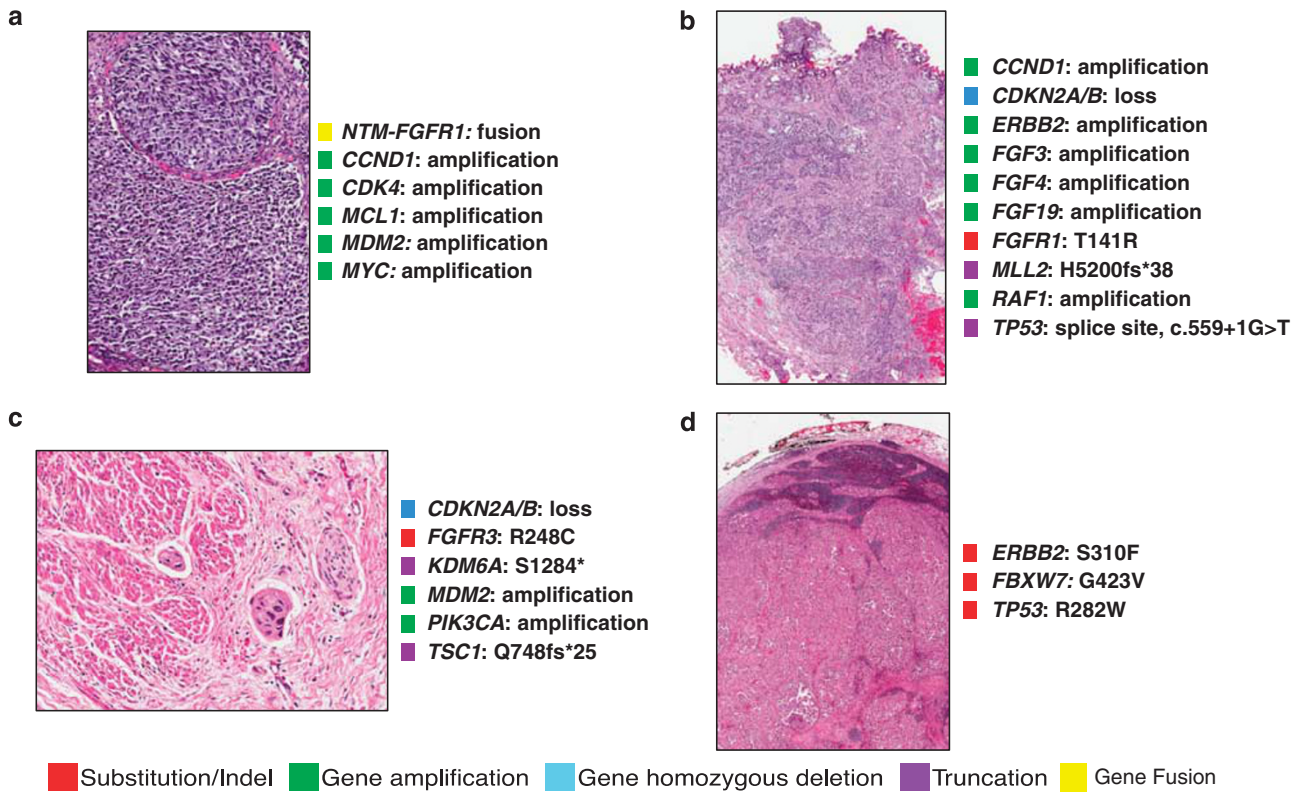 a
NTM-FGFR1: fusion
CCND1: amplification
CDK4: amplification
MCL1: amplification
MDM2: amplification
MYC: amplification
b
CCND1: amplification
CDKN2A/B: loss
ERBB2: amplification
FGF3: amplification
FGF4: amplification
FGF19: amplification
FGFR1: T141R
MLL2: H5200fs*38
RAF1: amplification
TP53: splice site, c.559+1G>T
c
CDKN2A/B: loss
FGFR3: R248C
KDM6A: S1284*
MDM2: amplification
PIK3CA: amplification
TSC1: Q748fs*25
d
ERBB2: S310F
FBXW7: G423V
TP53: R282W
Substitution/Indel Gene amplification Gene homozygous deletion Truncation Gene Fusion